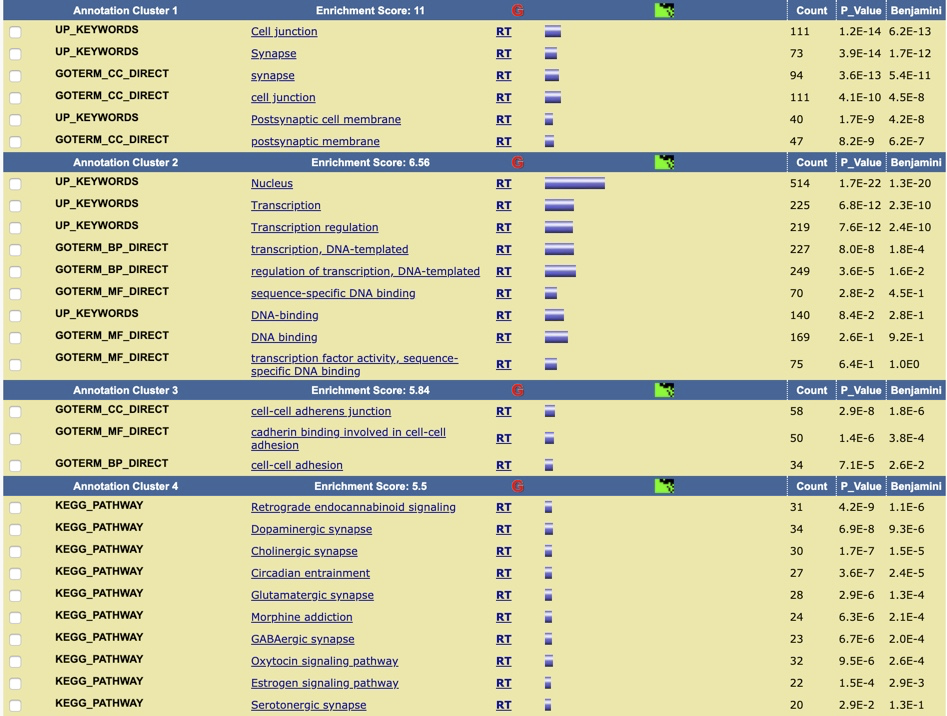 Annotation Cluster 1 Enrichment Score: 11 G Count P_Value Benjamini
UP_KEYWORDS Cell junction RT 111 1.2E-14 6.2E-13
UP_KEYWORDS Synapse RT 73 3.9E-14 1.7E-12
GOTERM_CC_DIRECT synapse RT 94 3.6E-13 5.4E-11
GOTERM_CC_DIRECT cell junction RT 111 4.1E-10 4.5E-8
UP_KEYWORDS Postsynaptic cell membrane RT 40 1.7E-9 4.2E-8
GOTERM_CC_DIRECT postsynaptic membrane RT 47 8.2E-9 6.2E-7
Annotation Cluster 2 Enrichment Score: 6.56 G Count P_Value Benjamini
UP_KEYWORDS Nucleus RT 514 1.7E-22 1.3E-20
UP_KEYWORDS Transcription RT 225 6.8E-12 2.3E-10
UP_KEYWORDS Transcription regulation RT 219 7.6E-12 2.4E-10
GOTERM_BP_DIRECT transcription, DNA-templated RT 227 8.0E-8 1.8E-4
GOTERM_BP_DIRECT regulation of transcription, DNA-templated RT 249 3.6E-5 1.6E-2
GOTERM_MF_DIRECT sequence-specific DNA binding RT 70 2.8E-2 4.5E-1
UP_KEYWORDS DNA-binding RT 140 8.4E-2 2.8E-1
GOTERM_MF_DIRECT DNA binding RT 169 2.6E-1 9.2E-1
GOTERM_MF_DIRECT transcription factor activity, sequence-
specific DNA binding RT 75 6.4E-1 1.0E0
Annotation Cluster 3 Enrichment Score: 5.84 G Count P_Value Benjamini
GOTERM_CC_DIRECT cell-cell adherens junction RT 58 2.9E-8 1.8E-6
GOTERM_MF_DIRECT cadherin binding involved in cell-cell
adhesion RT 50 1.4E-6 3.8E-4
GOTERM_BP_DIRECT cell-cell adhesion RT 34 7.1E-5 2.6E-2
Annotation Cluster 4 Enrichment Score: 5.5 G Count P_Value Benjamini
KEGG_PATHWAY Retrograde endocannabinoid signaling RT 31 4.2E-9 1.1E-6
KEGG_PATHWAY Dopaminergic synapse RT 34 6.9E-8 9.3E-6
KEGG_PATHWAY Cholinergic synapse RT 30 1.7E-7 1.5E-5
KEGG_PATHWAY Circadian entrainment RT 27 3.6E-7 2.4E-5
KEGG_PATHWAY Glutamatergic synapse RT 28 2.9E-6 1.3E-4
KEGG_PATHWAY Morphine addiction RT 24 6.3E-6 2.1E-4
KEGG_PATHWAY GABAergic synapse RT 23 6.7E-6 2.0E-4
KEGG_PATHWAY Oxytocin signaling pathway RT 32 9.5E-6 2.6E-4
KEGG_PATHWAY Estrogen signaling pathway RT 22 1.5E-4 2.9E-3
KEGG_PATHWAY Serotonergic synapse RT 20 2.9E-2 1.3E-1